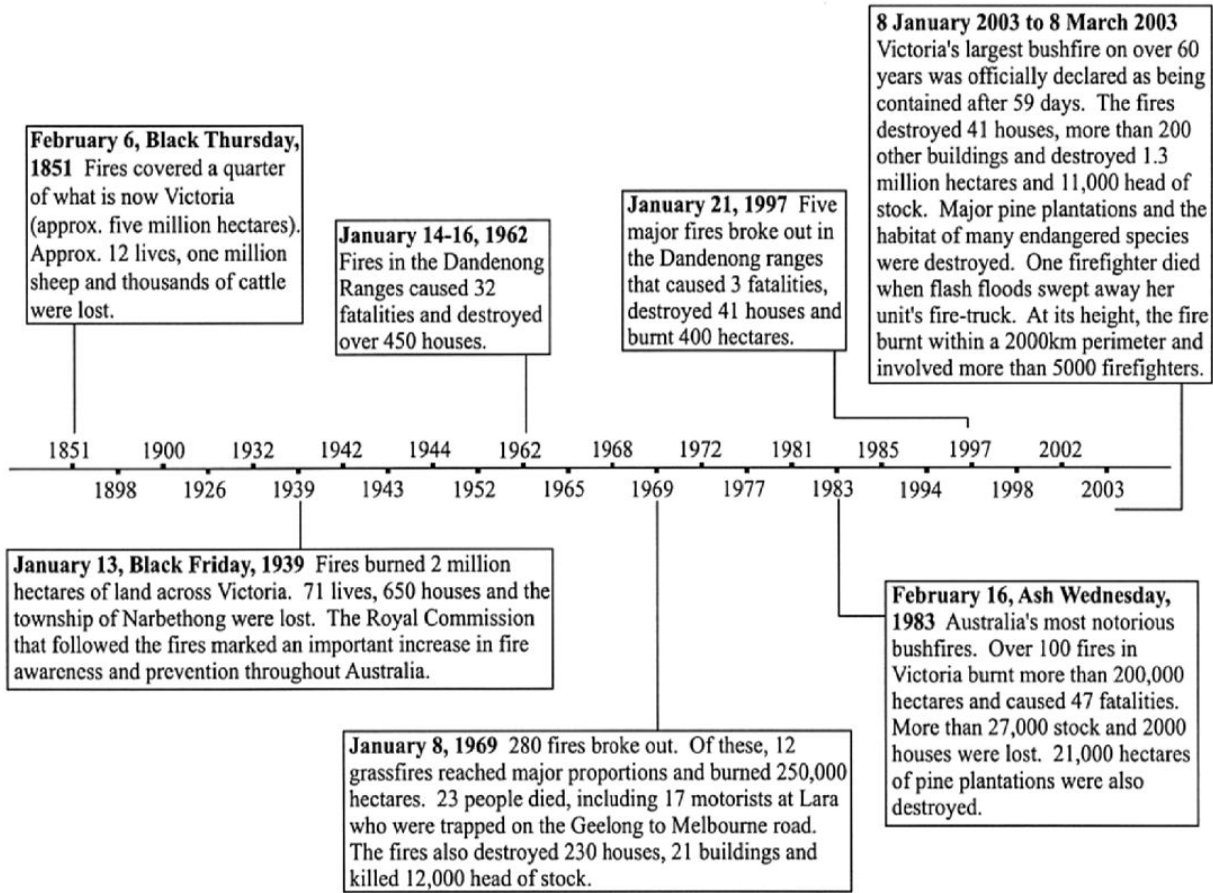 8 January 2003 to 8 March 2003
Victoria's largest bushfire on over 60
years was officially declared as being
contained after 59 days. The fires
destroyed 41 houses, more than 200
other buildings and destroyed 1.3
million hectares and 11,000 head of
stock. Major pine plantations and the
habitat of many endangered species
were destroyed. One firefighter died
when flash floods swept away her
unit's fire-truck. At its height, the fire
burnt within a 2000km perimeter and
involved more than 5000 firefighters.
February 6, Black Thursday,
1851 Fires covered a quarter
of what is now Victoria
(approx. five million hectares).
Approx. 12 lives, one million
sheep and thousands of cattle
were lost.
January 14-16, 1962
Fires in the Dandenong
Ranges caused 32
fatalities and destroyed
over 450 houses.
January 21, 1997 Five
major fires broke out in
the Dandenong ranges
that caused 3 fatalities,
destroyed 41 houses and
burnt 400 hectares.
1851 1900 1932 1942 1944 1962 1968 1972 1981 1985 1997 2002
1898 1926 1939 1943 1952 1965 1969 1977 1983 1994 1998 2003
January 13, Black Friday, 1939 Fires burned 2 million
hectares of land across Victoria. 71 lives, 650 houses and the
township of Narbethong were lost. The Royal Commission
that followed the fires marked an important increase in fire
awareness and prevention throughout Australia.
February 16, Ash Wednesday,
1983 Australia's most notorious
bushfires. Over 100 fires in
Victoria burnt more than 200,000
hectares and caused 47 fatalities.
More than 27,000 stock and 2000
houses were lost. 21,000 hectares
of pine plantations were also
destroyed.
January 8, 1969 280 fires broke out. Of these, 12
grassfires reached major proportions and burned 250,000
hectares. 23 people died, including 17 motorists at Lara
who were trapped on the Geelong to Melbourne road.
The fires also destroyed 230 houses, 21 buildings and
killed 12,000 head of stock.